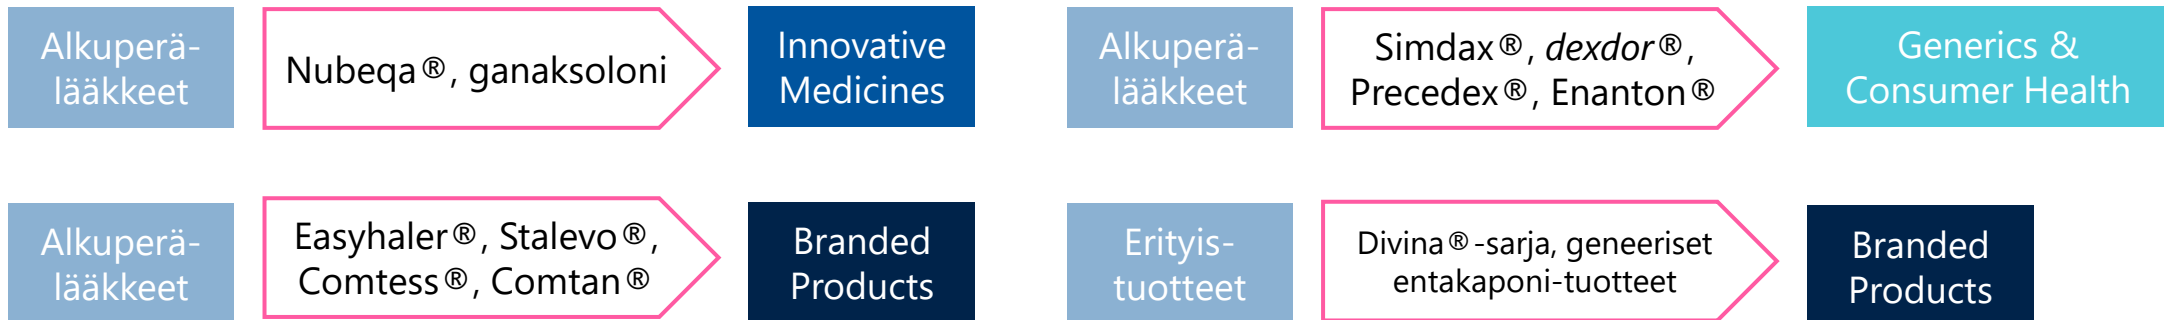 Alkuperä-
lääkkeet
Nubeqa®, ganaksoloni
Innovative
Medicines
Alkuperä-
lääkkeet
Simdax®, dexdor®,
Precedex®, Enanton®
Generics &
Consumer Health
Alkuperä-
lääkkeet
Easyhaler®, Stalevo®,
Comtess®, Comtan®
Branded
Products
Erityis-
tuotteet
Divina®-sarja, geneeriset
entakaponi-tuotteet
Branded
Products